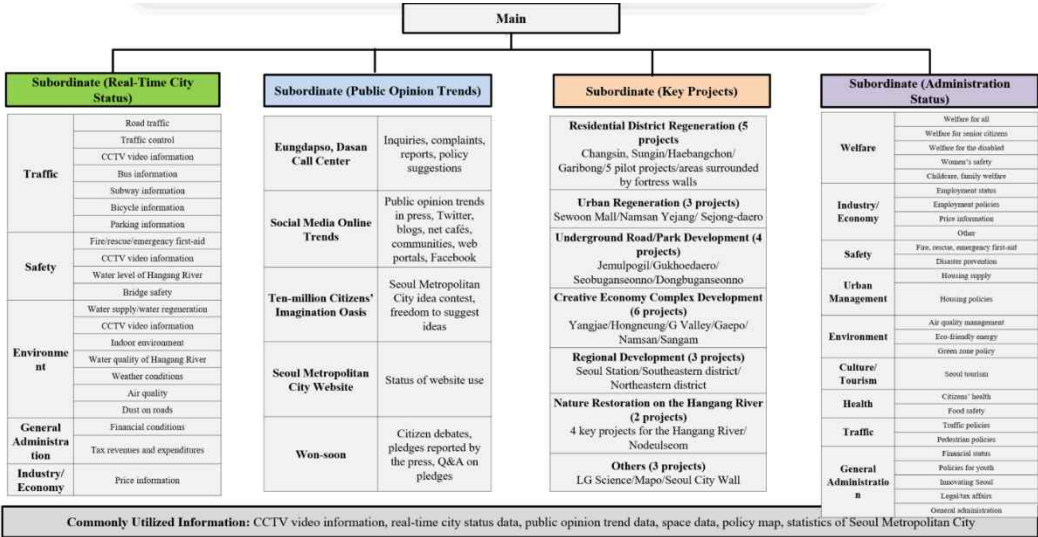 Main
Subordinate (Real-Time City
Status)
Traffic
Road traffic
Traffic control
CCTV video information
Bus information
Subway information
Bicycle information
Parking information
Safety
Fire/rescue/emergency first-aid
CCTV video information
Water level of Hangang River
Bridge safety
Environme
nt
Water supply/water regeneration
CCTV video information
Indoor environment
Water quality of Hangang River
Weather conditions
Air quality
Dust on roads
General
Administra
tion
Financial conditions
Tax revenues and expenditures
Industry/
Economy
Price information
Subordinate (Public Opinion Trends)
Eungdapso, Dasan
Call Center
Inquiries, complaints,
reports, policy
suggestions
Social Media Online
Trends
Public opinion trends
in press, Twitter,
blogs, net cafés,
communities, web
portals, Facebook
Ten-million Citizens'
Imagination Oasis
Seoul Metropolitan
City idea contest,
freedom to suggest
ideas
Seoul Metropolitan
City Website
Status of website use
Won-soon
Citizen debates,
pledges reported by
the press, Q&A on
pledges
Subordinate (Key Projects)
Residential District Regeneration (5
projects
Changsin, Sungin/Haebangchon/
Garibong/5 pilot projects/areas surrounded
by fortress walls
Urban Regeneration (3 projects)
Sewoon Mall/Namsan Yejang/ Sejong-daero
Underground Road/Park Development (4
projects)
Jemulpogil/Gukhoedaero/
Seobuganseonno/Dongbuganseonno
Creative Economy Complex Development
(6 projects)
Yangjae/Hongneung/G Valley/Gaepo/
Namsan/Sangam
Regional Development (3 projects)
Seoul Station/Southeastern district/
Northeastern district
Nature Restoration on the Hangang River
(2 projects)
4 key projects for the Hangang River/
Nodeulseom
Others (3 projects)
LG Science/Mapo/Seoul City Wall
Subordinate (Administration
Status)
Welfare
Welfare for all
Welfare for senior citizens
Welfare for the disabled
Women's safety
Childcare, family welfare
Industry/
Economy
Employment status
Employment policies
Price information
Other
Safety
Fire, rescue, emergency first-aid
Disaster prevention
Urban
Management
Housing supply
Housing policies
Environment
Air quality management
Eco-friendly energy
Green zone policy
Culture/
Tourism
Seoul tourism
Health
Citizens' health
Food safety
Traffic
Traffic policies
Pedestrian policies
General
Administratio
n
Financial status
Policies for youth
Innovating Seoul
Legal/tax affairs
General administration
Commonly Utilized Information: CCTV video information, real-time city status data, public opinion trend data, space data, policy map, statistics of Seoul Metropolitan City